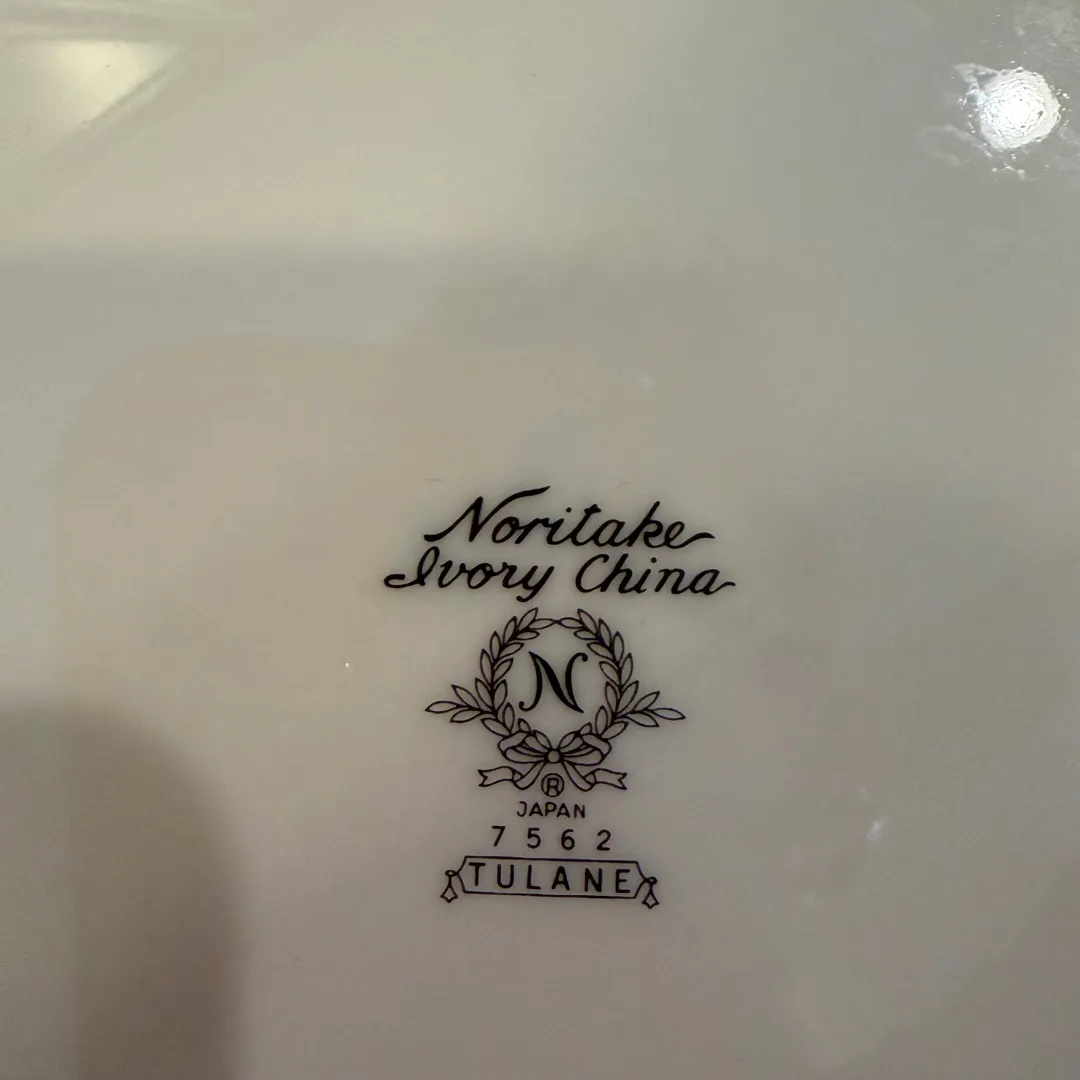 Noritake
Ivory China
N
®
JAPAN
7562
TULANE